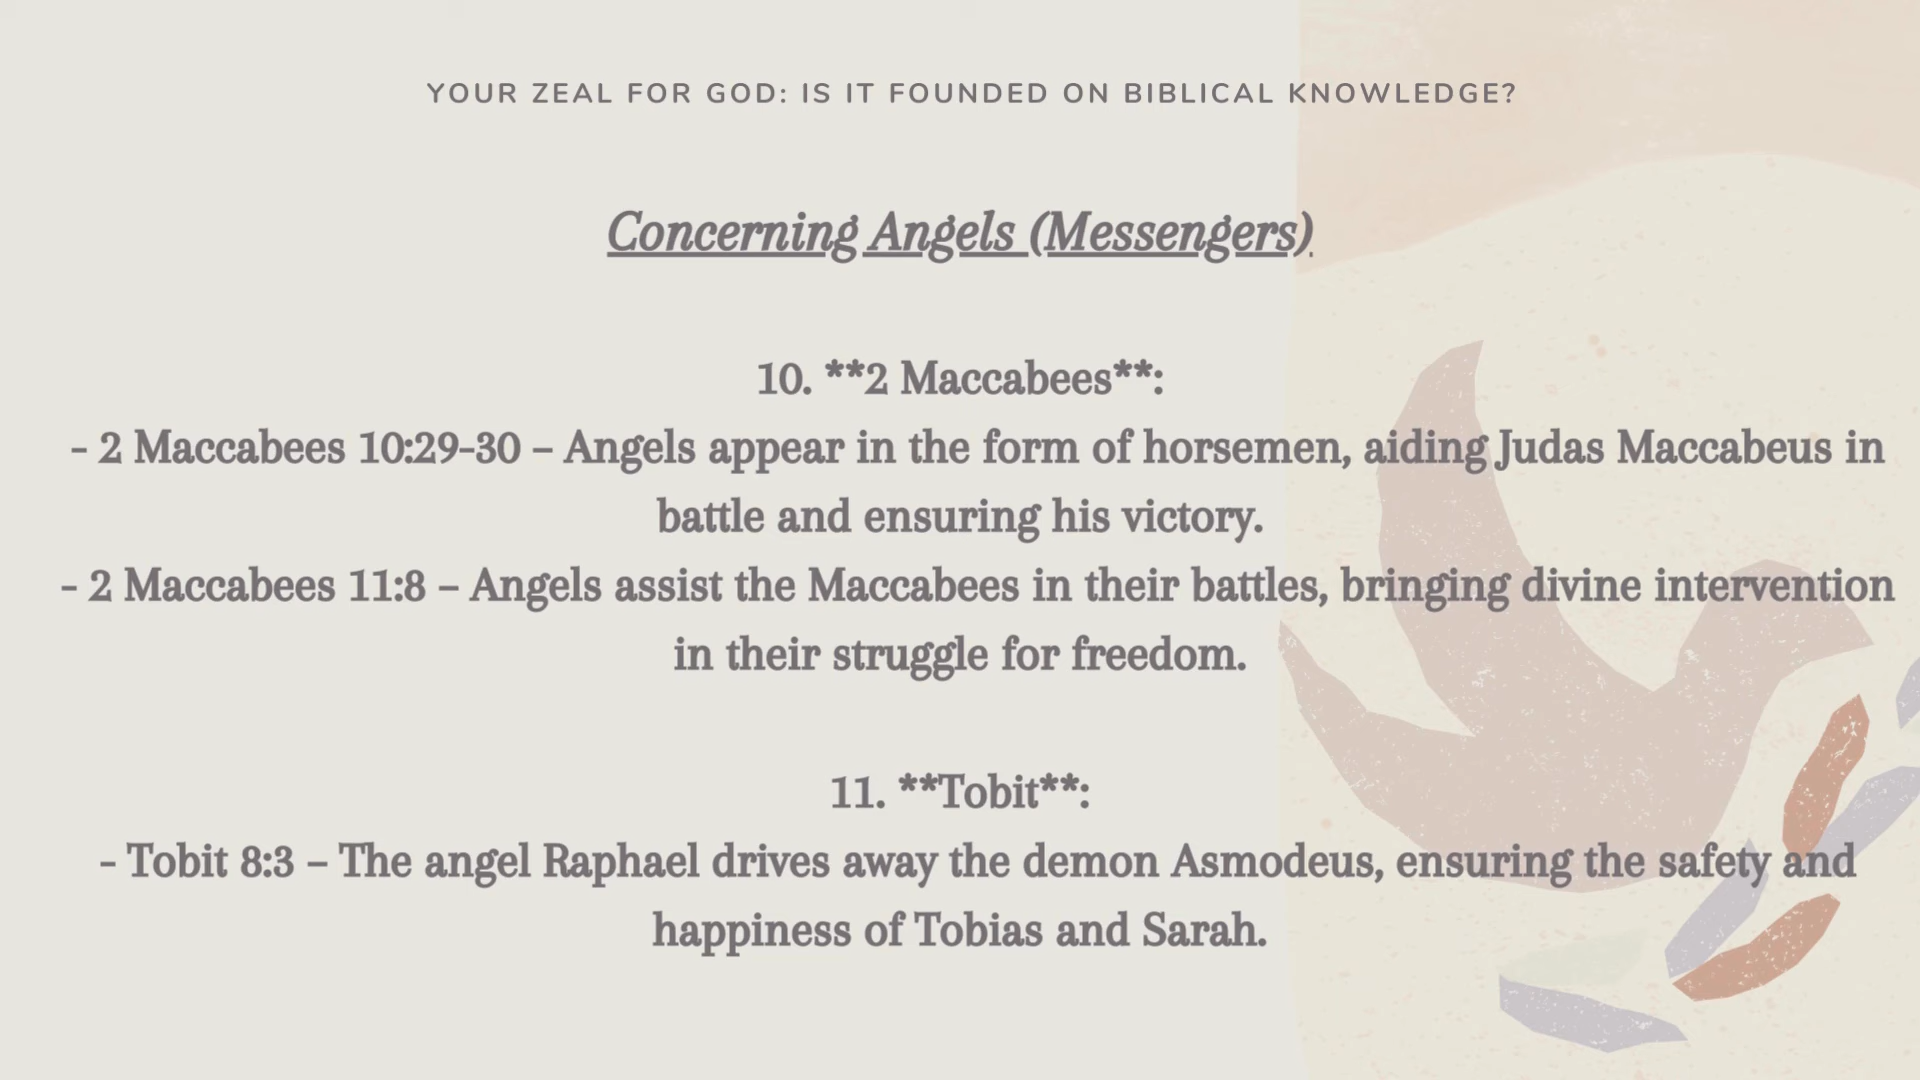 YOUR ZEAL FOR GOD: IS IT FOUNDED ON BIBLICAL KNOWLEDGE?
Concerning Angels (Messengers)
10. **2 Maccabees**:
- 2 Maccabees 10:29-30 – Angels appear in the form of horsemen, aiding Judas Maccabeus in
battle and ensuring his victory.
- 2 Maccabees 11:8 – Angels assist the Maccabees in their battles, bringing divine intervention
in their struggle for freedom.
11. **Tobit**:
- Tobit 8:3 – The angel Raphael drives away the demon Asmodeus, ensuring the safety and
happiness of Tobias and Sarah.